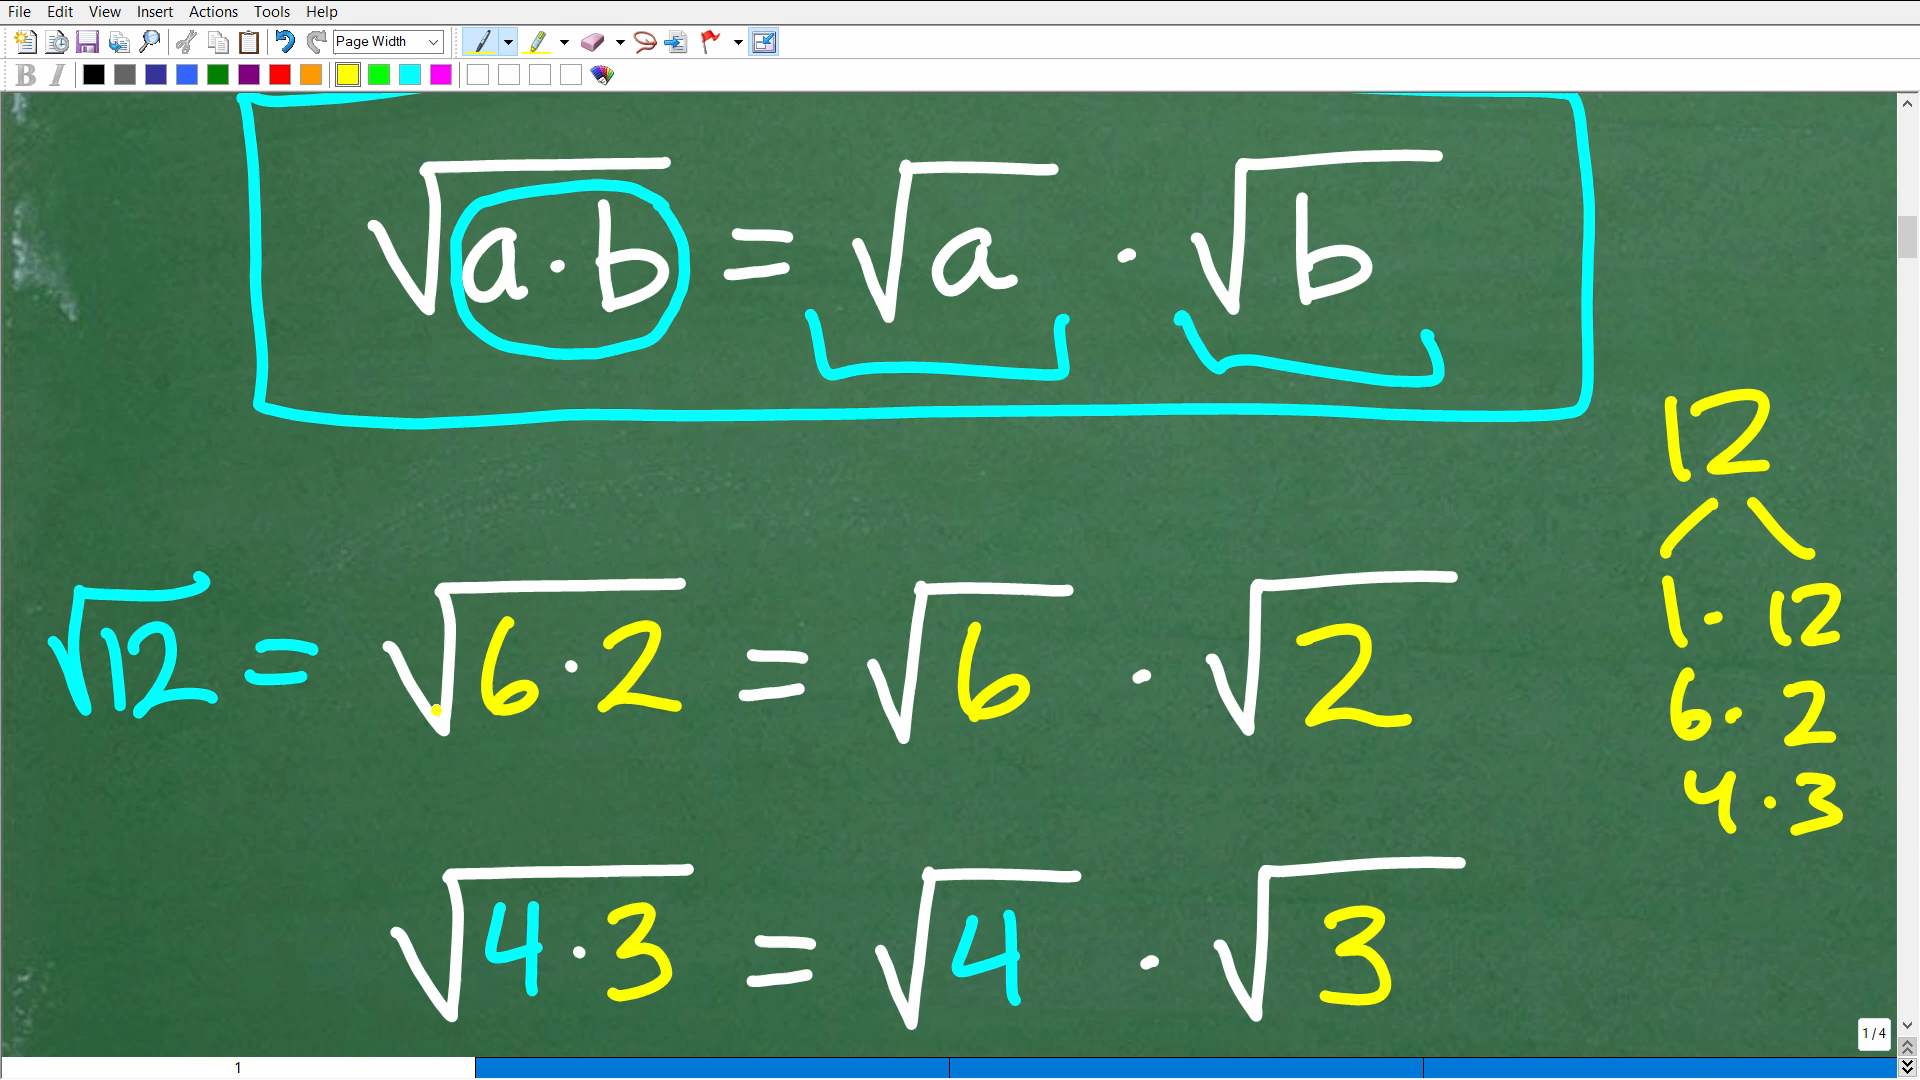 File Edit View Insert Actions Tools Help
Page Width
B I
√a·b = √a · √b
12
1· 12
√12 = √6·2 = √6 · √2
6· 2
4·3
√4·3 = √4 · √3
1/4
1